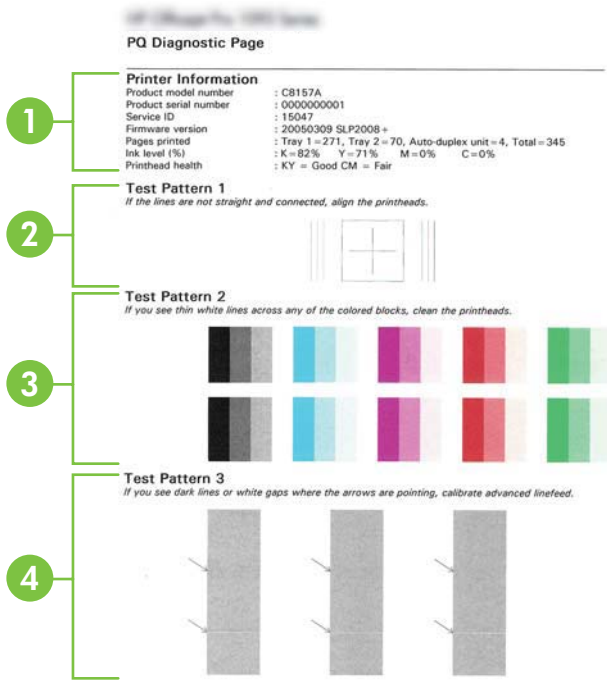 PQ Diagnostic Page
1
Printer Information
Product model number : C8157A
Product serial number : 0000000001
Service ID : 15047
Firmware version : 20050309 SLP2008+
Pages printed : Tray 1=271, Tray 2=70, Auto-duplex unit=4, Total=345
Ink level (%) : K=82% Y=71% M=0% C=0%
Printhead health : KY = Good CM = Fair
2
Test Pattern 1
If the lines are not straight and connected, align the printheads.
3
Test Pattern 2
If you see thin white lines across any of the colored blocks, clean the printheads.
4
Test Pattern 3
If you see dark lines or white gaps where the arrows are pointing, calibrate advanced linefeed.